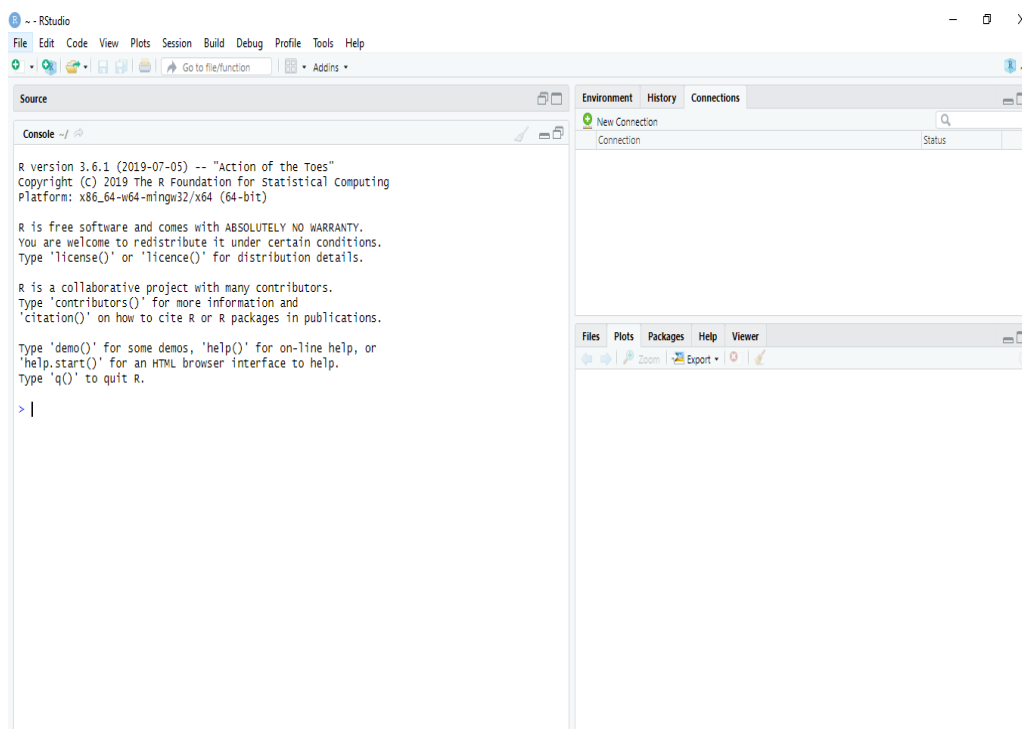 R ~ - RStudio
File Edit Code View Plots Session Build Debug Profile Tools Help
Go to file/function Addins
Source
Console ~/
R version 3.6.1 (2019-07-05) -- "Action of the Toes"
Copyright (C) 2019 The R Foundation for Statistical Computing
Platform: x86_64-w64-mingw32/x64 (64-bit)
R is free software and comes with ABSOLUTELY NO WARRANTY.
You are welcome to redistribute it under certain conditions.
Type 'license()' or 'licence()' for distribution details.
R is a collaborative project with many contributors.
Type 'contributors()' for more information and
'citation()' on how to cite R or R packages in publications.
Type 'demo()' for some demos, 'help()' for on-line help, or
'help.start()' for an HTML browser interface to help.
Type 'q()' to quit R.
>
Environment History Connections
New Connection
Connection Status
Files Plots Packages Help Viewer
Zoom Export